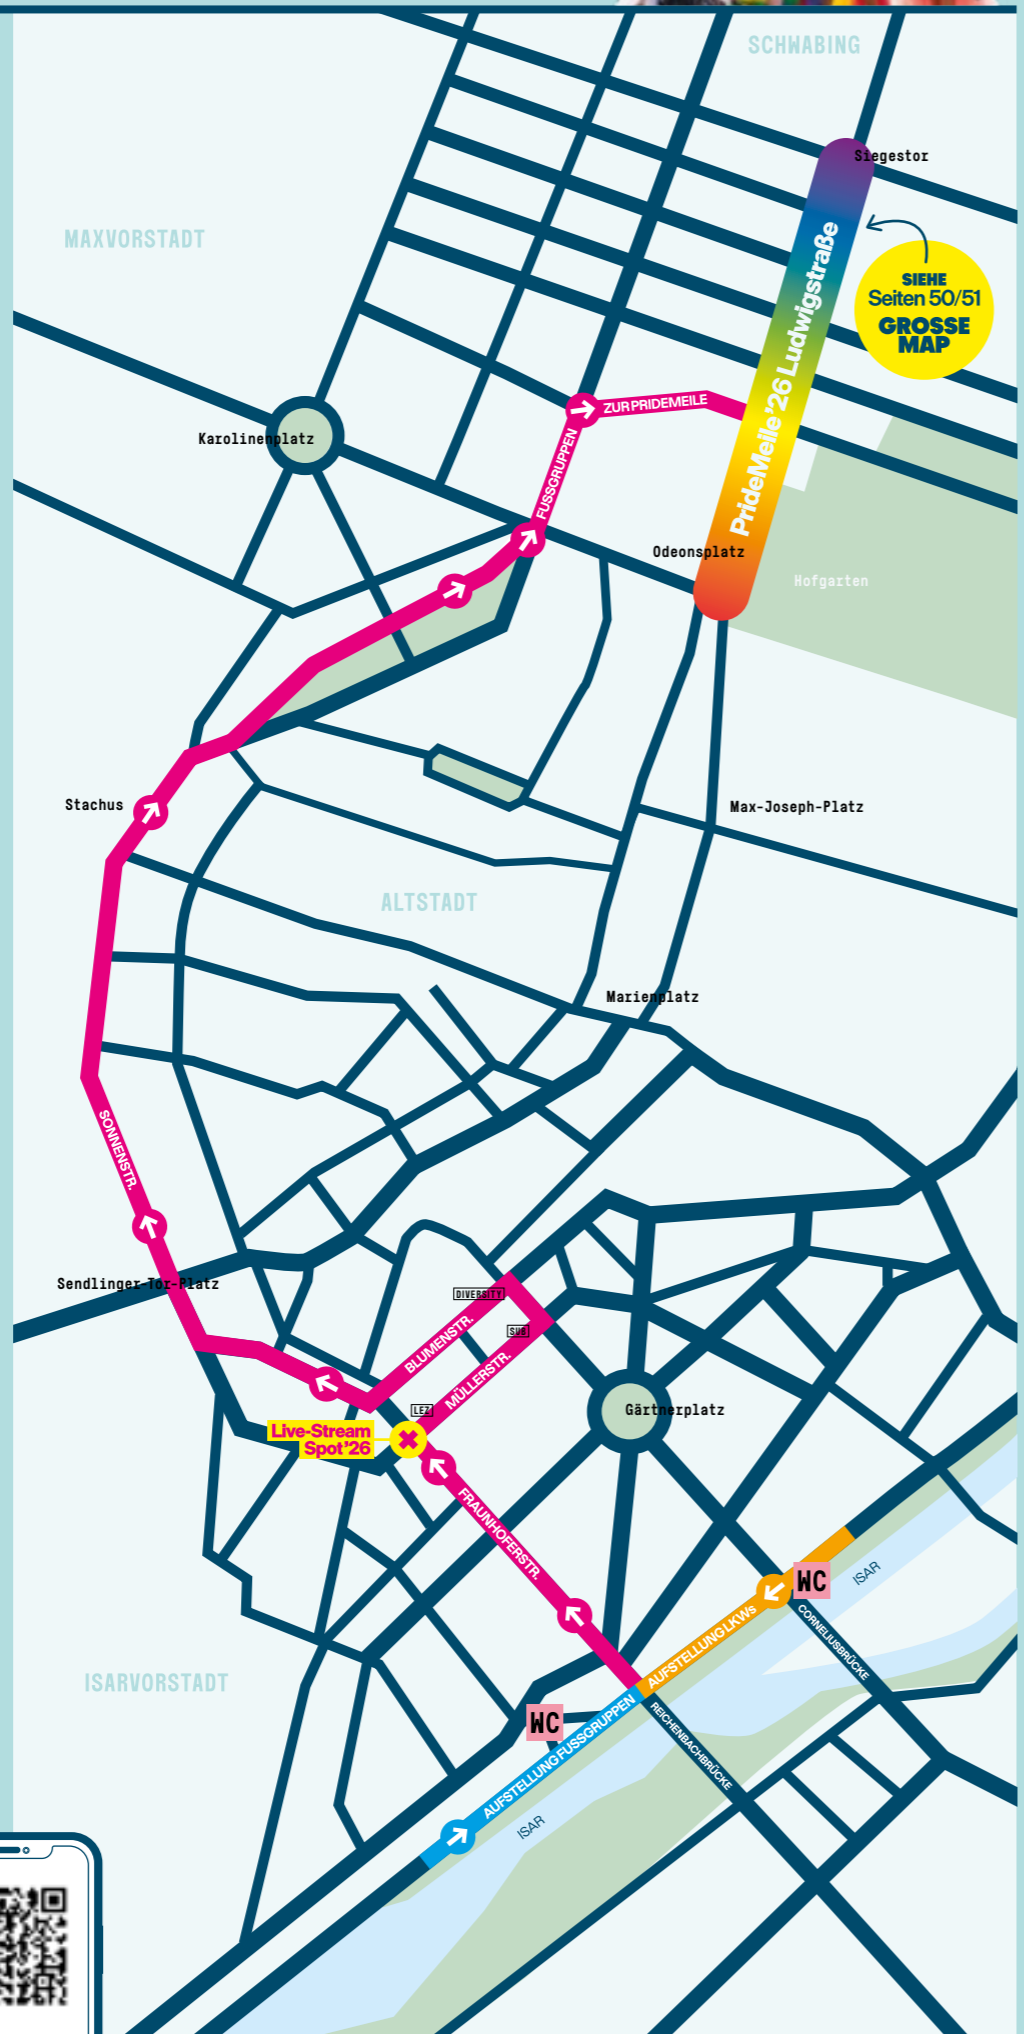 SCHWABING
Siegestor
MAXVORSTADT
SIEHE
Seiten 50/51
GROSSE
MAP
PrideMeile'26 Ludwigstraße
ZUR PRIDEMEILE
FUSSGRUPPEN
Karolinenplatz
Odeonsplatz
Hofgarten
Stachus
Max-Joseph-Platz
ALTSTADT
Marienplatz
SONNENSTR.
Sendlinger-Tor-Platz
DIVERSITY
SUB
BLUMENSTR.
MÜLLERSTR.
LEZ
Gärtnerplatz
Live-Stream
Spot'26
FRAUNHOFERSTR.
WC
ISAR
AUFSTELLUNG LKWs
CORNELIUSBRÜCKE
ISARVORSTADT
WC
AUFSTELLUNG FUSSGRUPPEN
REICHENBACHBRÜCKE
ISAR